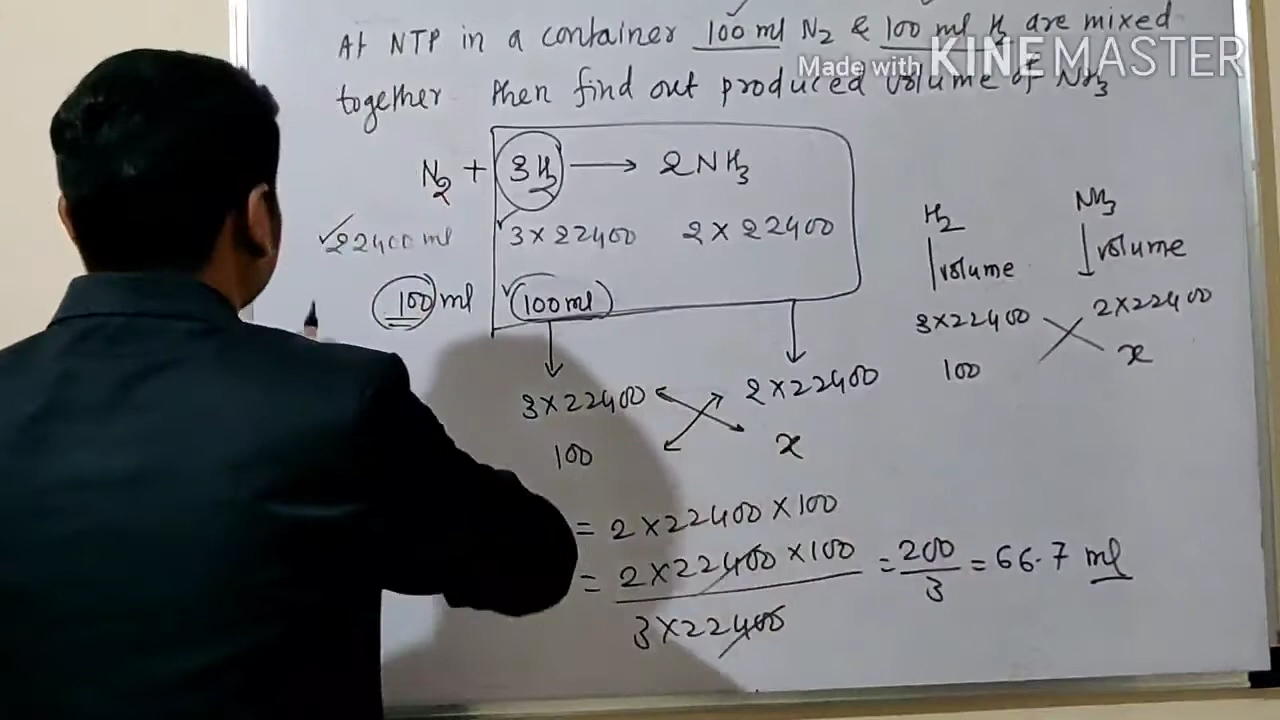 At NTP in a container 100 ml N₂ & 100 ml H₂ are mixed
Made with KINEMASTER
together then find out produced volume of NH₃
N₂ + 3H₂ → 2NH₃
22400 ml 3×22400 2×22400
100 ml 100 ml
H₂ NH₃
volume volume
3×22400 2×22400
100 x
3×22400 2×22400
100 x
= 2×22400×100
= 2×22400×100 / 3×22400 = 200/3 = 66.7 ml